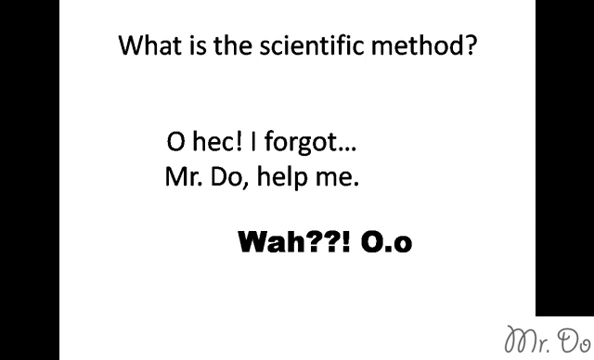 What is the scientific method?
O hec! I forgot...
Mr. Do, help me.
Wah??! O.o
Mr. Do